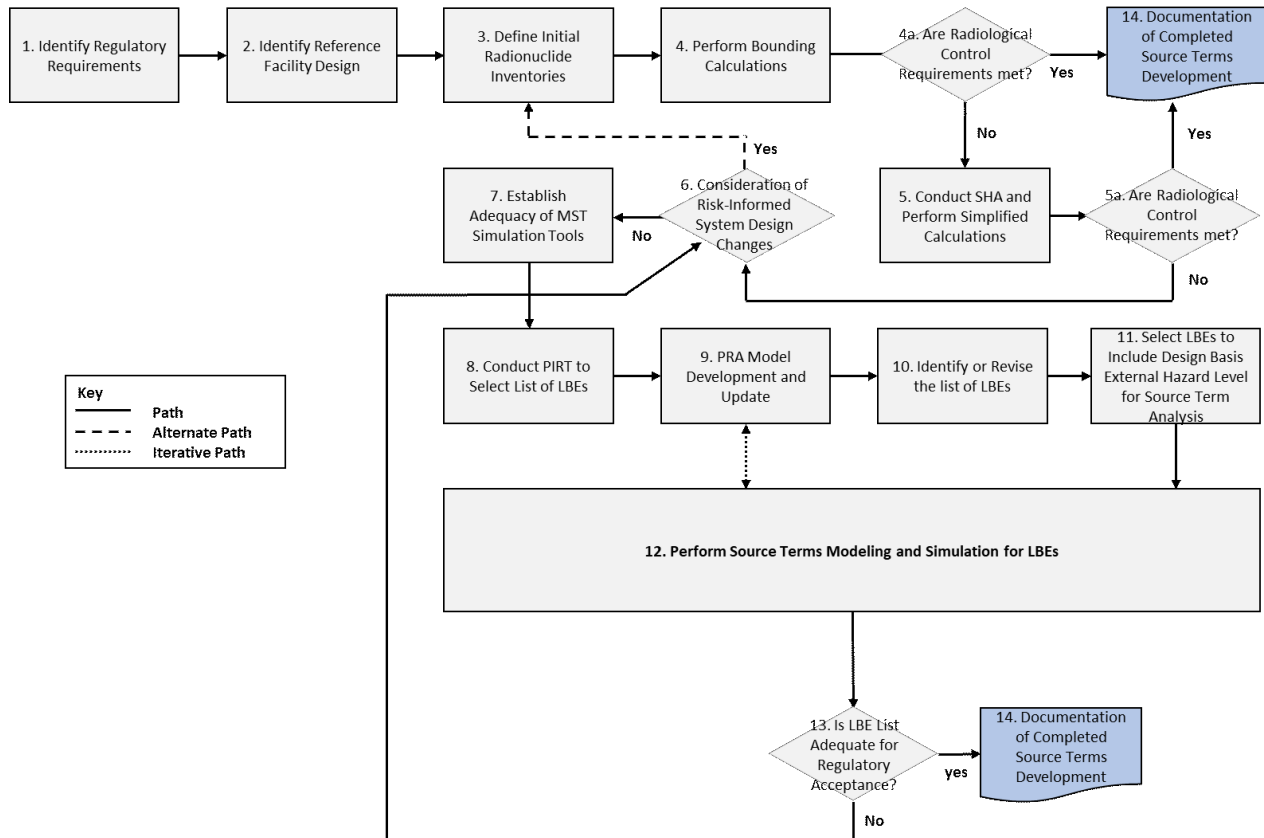 1. Identify Regulatory
Requirements
2. Identify Reference
Facility Design
3. Define Initial
Radionuclide
Inventories
4. Perform Bounding
Calculations
4a. Are Radiological
Control
Requirements met?
Yes
14. Documentation
of Completed
Source Terms
Development
No
Yes
Yes
7. Establish
Adequacy of MST
Simulation Tools
No
6. Consideration of
Risk-Informed
System Design
Changes
5. Conduct SHA and
Perform Simplified
Calculations
5a. Are Radiological
Control
Requirements met?
No
8. Conduct PIRT to
Select List of LBEs
9. PRA Model
Development and
Update
10. Identify or Revise
the list of LBEs
11. Select LBEs to
Include Design Basis
External Hazard Level
for Source Term
Analysis
Key
Path
Alternate Path
Iterative Path
12. Perform Source Terms Modeling and Simulation for LBEs
13. Is LBE List
Adequate for
Regulatory
Acceptance?
yes
14. Documentation
of Completed
Source Terms
Development
No